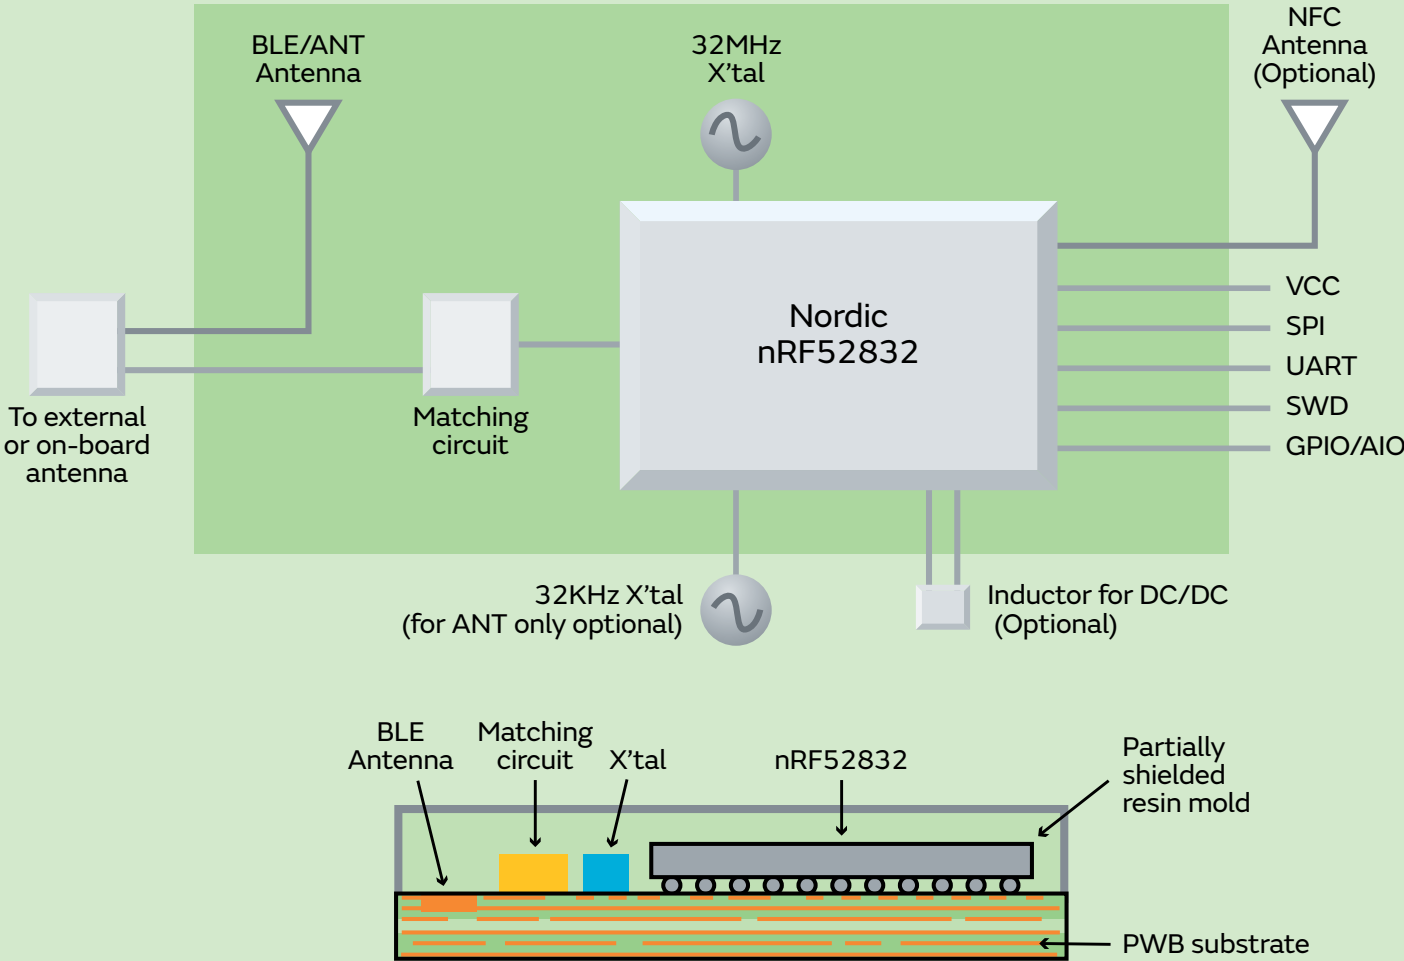 BLE/ANT
Antenna
32MHz
X'tal
NFC
Antenna
(Optional)
Nordic
nRF52832
VCC
SPI
UART
SWD
GPIO/AIO
To external
or on-board
antenna
Matching
circuit
32KHz X'tal
(for ANT only optional)
Inductor for DC/DC
(Optional)
BLE
Antenna
Matching
circuit
X'tal
nRF52832
Partially
shielded
resin mold
PWB substrate